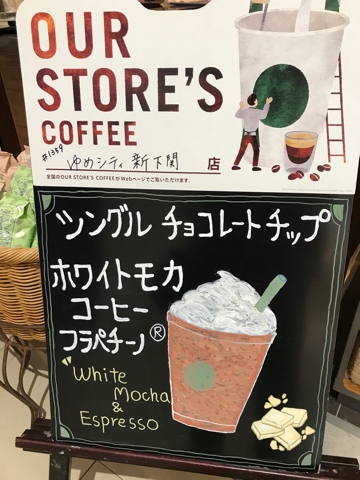 OUR
STORE'S
COFFEE
#1389
ゆめシティ新下関 店
全国のOUR STORE'S COFFEEがWebページでご覧いただけます。
ツングル チョコレートチップ
ホワイトモカ
コーヒー
フラペチーノ®
"White
Mocha
&
Espresso